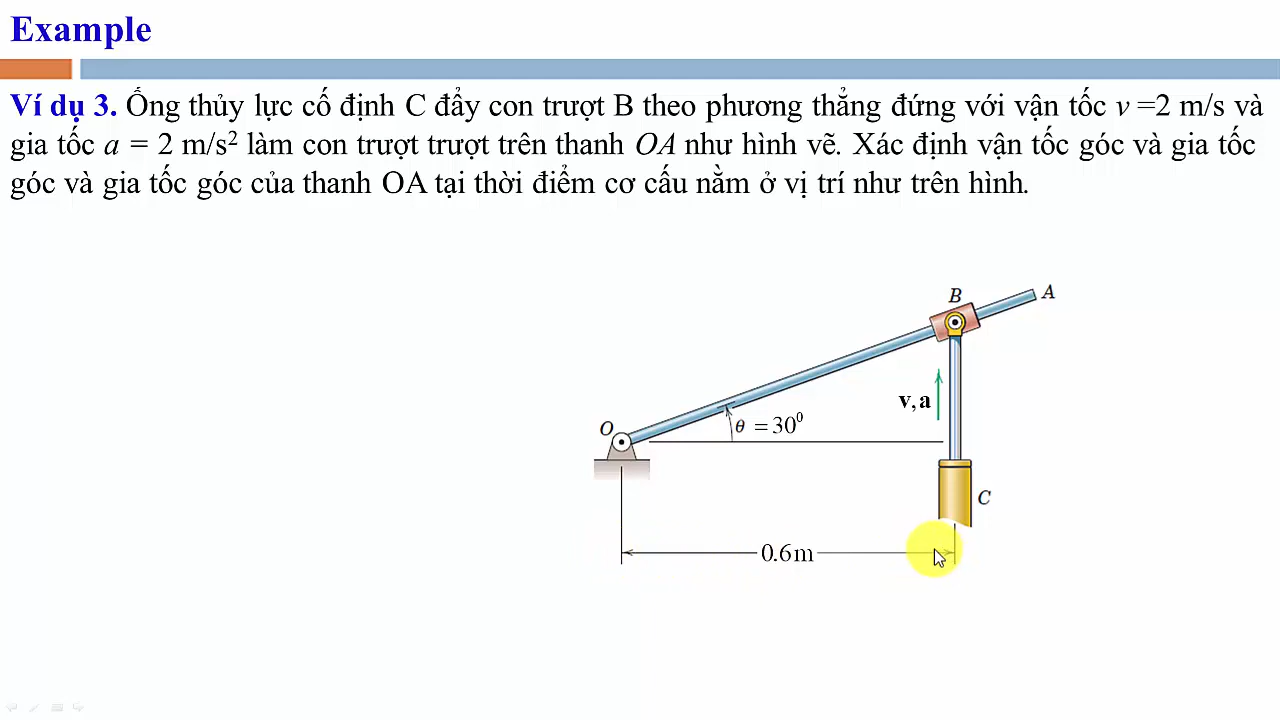 Example
Ví dụ 3. Ống thủy lực cố định C đẩy con trượt B theo phương thẳng đứng với vận tốc v =2 m/s và
gia tốc a = 2 m/s² làm con trượt trượt trên thanh OA như hình vẽ. Xác định vận tốc góc và gia tốc
góc và gia tốc góc của thanh OA tại thời điểm cơ cấu nằm ở vị trí như trên hình.
B
A
v,a
O
θ = 30⁰
C
0.6m